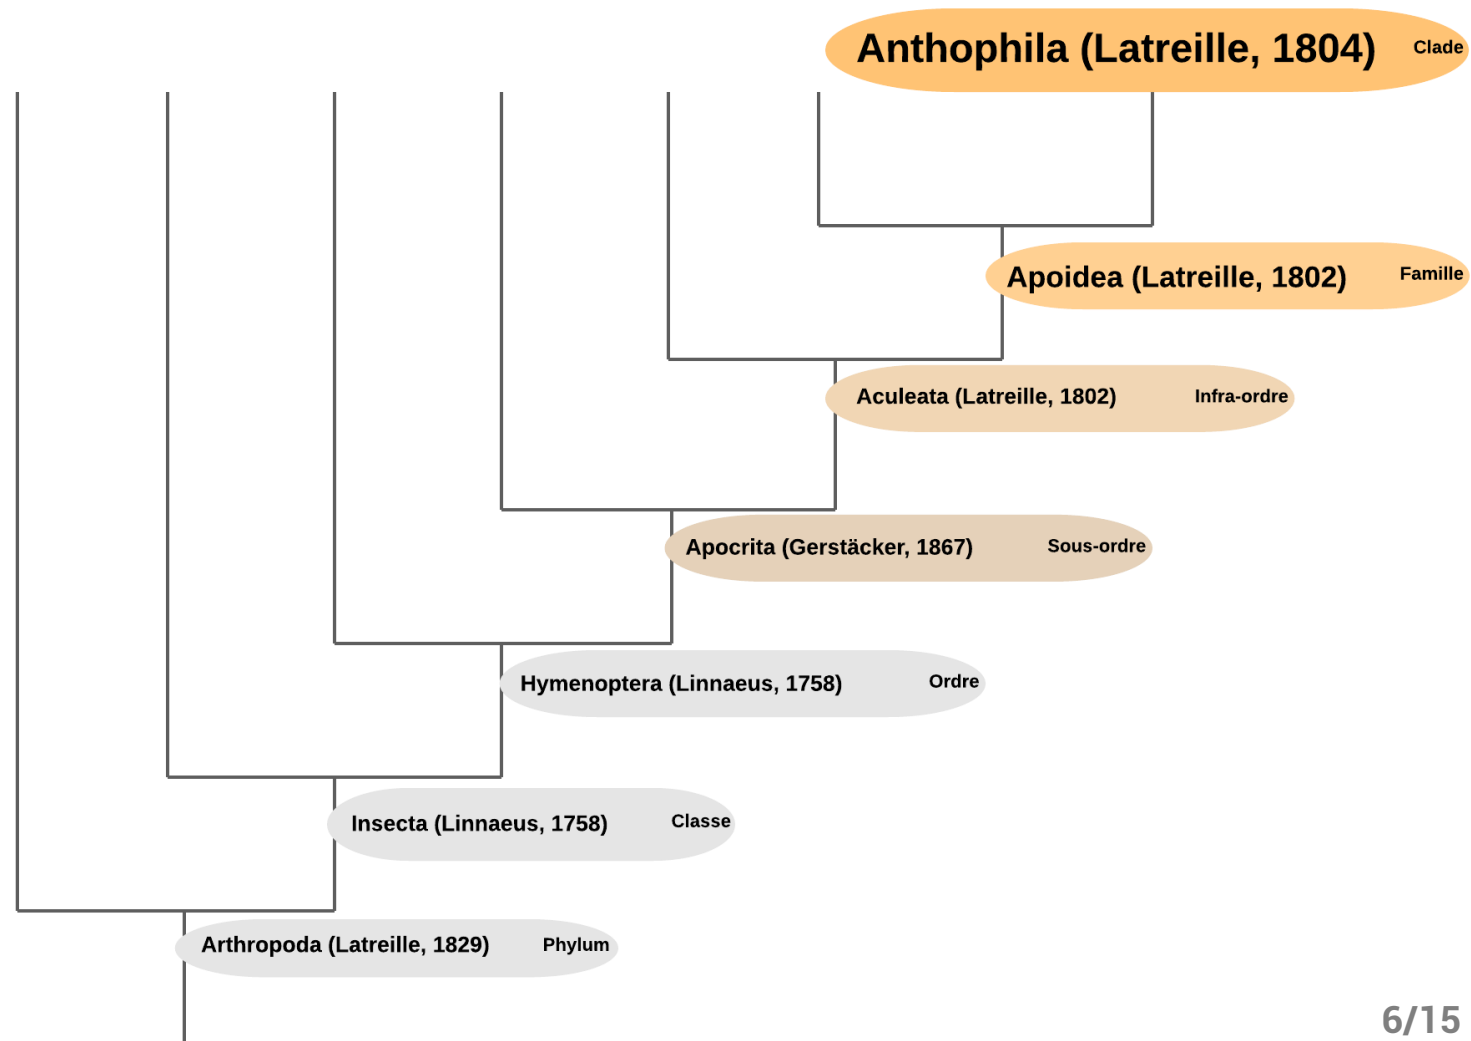 Anthophila (Latreille, 1804) Clade
Apoidea (Latreille, 1802) Famille
Aculeata (Latreille, 1802) Infra-ordre
Apocrita (Gerstäcker, 1867) Sous-ordre
Hymenoptera (Linnaeus, 1758) Ordre
Insecta (Linnaeus, 1758) Classe
Arthropoda (Latreille, 1829) Phylum
6/15